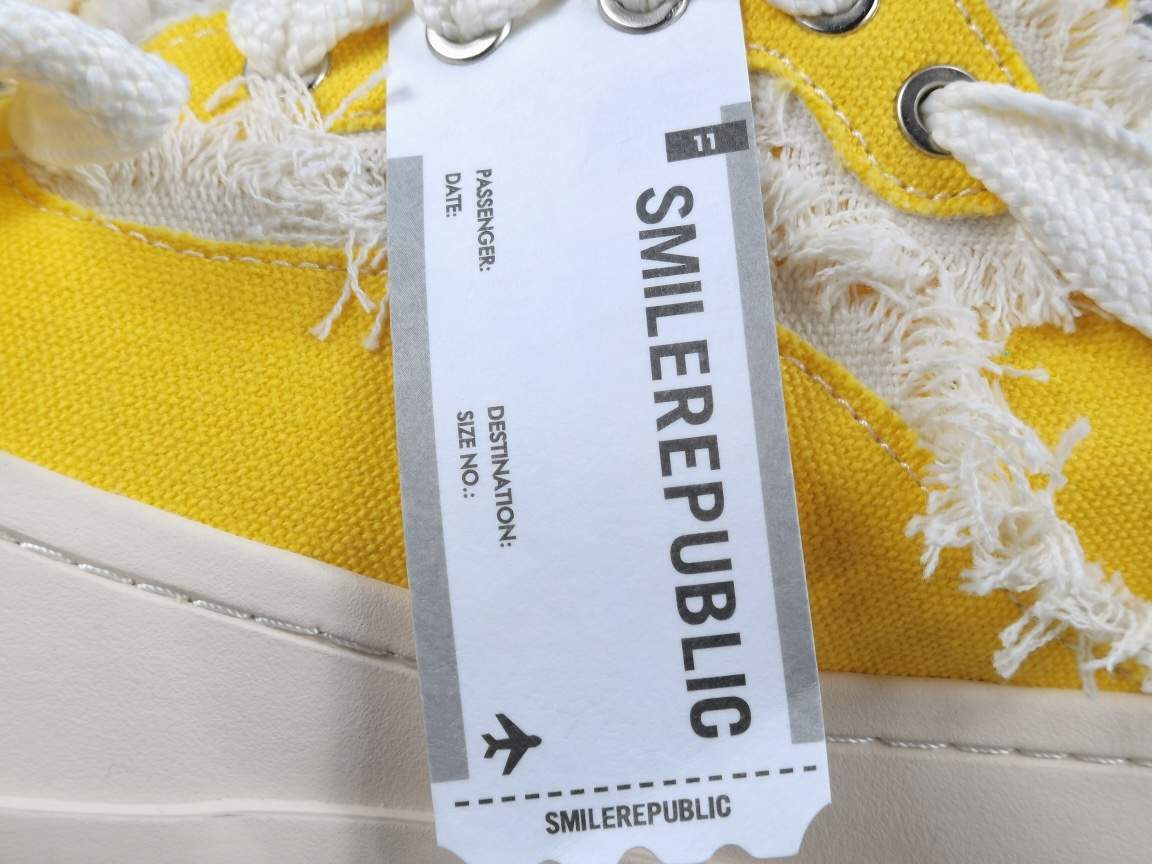 11
SMILEREPUBLIC
PASSENGER:
DATE:
DESTINATION:
SIZE NO.:
SMILEREPUBLIC